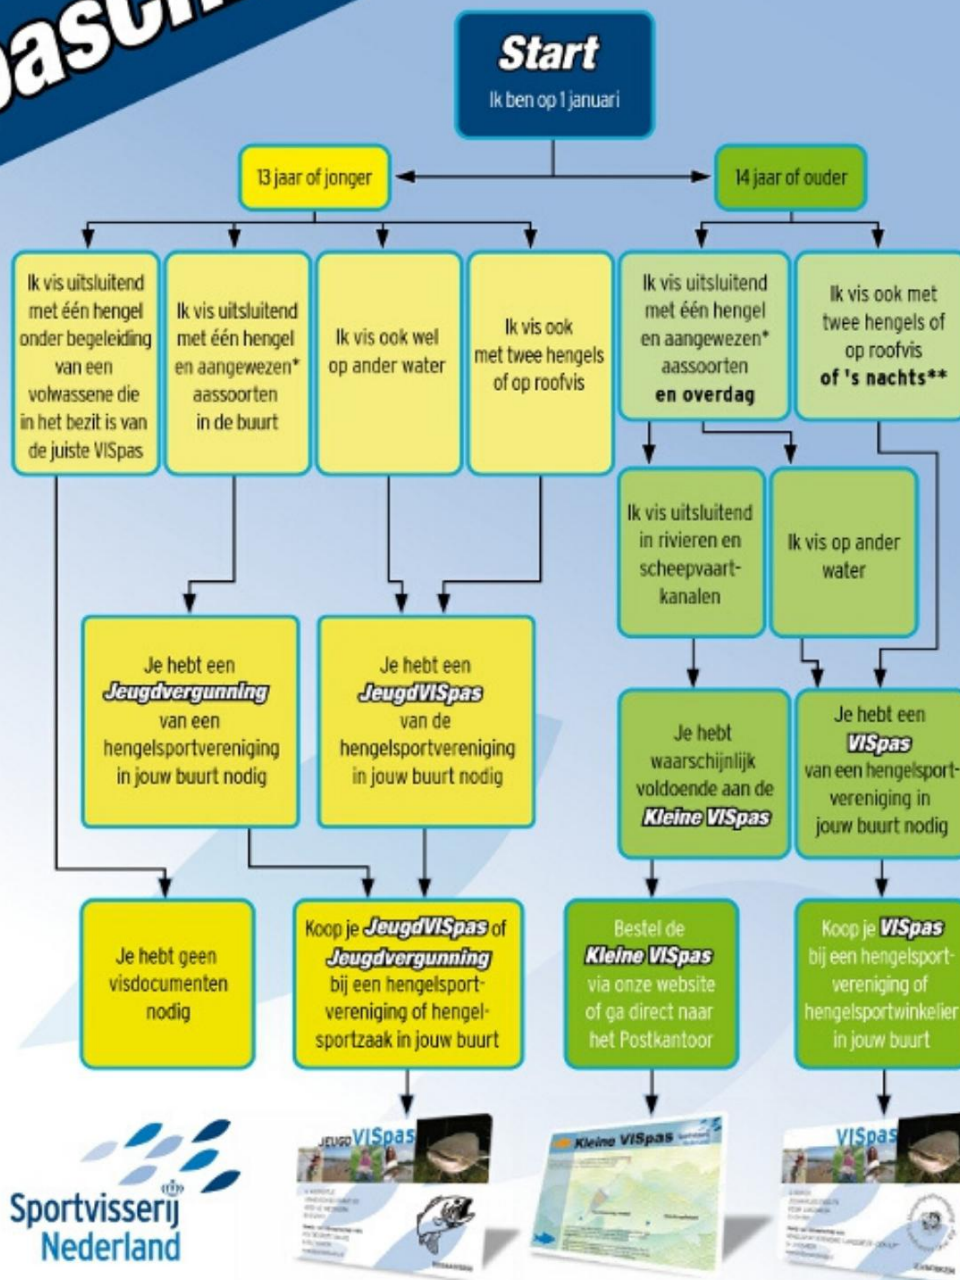 Start
Ik ben op 1 januari
13 jaar of jonger
14 jaar of ouder
Ik vis uitsluitend
met één hengel
onder begeleiding
van een
volwassene die
in het bezit is van
de juiste VISpas
Ik vis uitsluitend
met één hengel
en aangewezen*
aassoorten
in de buurt
Ik vis ook wel
op ander water
Ik vis ook
met twee hengels
of op roofvis
Ik vis uitsluitend
met één hengel
en aangewezen*
aassoorten
en overdag
Ik vis ook met
twee hengels of
op roofvis
of 's nachts**
Ik vis uitsluitend
in rivieren en
scheepvaart-
kanalen
Ik vis op ander
water
Je hebt een
Jeugdvergunning
van een
hengelsportvereniging
in jouw buurt nodig
Je hebt een
JeugdVISpas
van de
hengelsportvereniging
in jouw buurt nodig
Je hebt
waarschijnlijk
voldoende aan de
Kleine VISpas
Je hebt een
VISpas
van een hengelsport-
vereniging in
jouw buurt nodig
Je hebt geen
visdocumenten
nodig
Koop je JeugdVISpas of
Jeugdvergunning
bij een hengelsport-
vereniging of hengel-
sportzaak in jouw buurt
Bestel de
Kleine VISpas
via onze website
of ga direct naar
het Postkantoor
Koop je VISpas
bij een hengelsport-
vereniging of
hengelsportwinkelier
in jouw buurt
Sportvisserij
Nederland
JEUGD VISpas
Kleine VISpas
VISpas